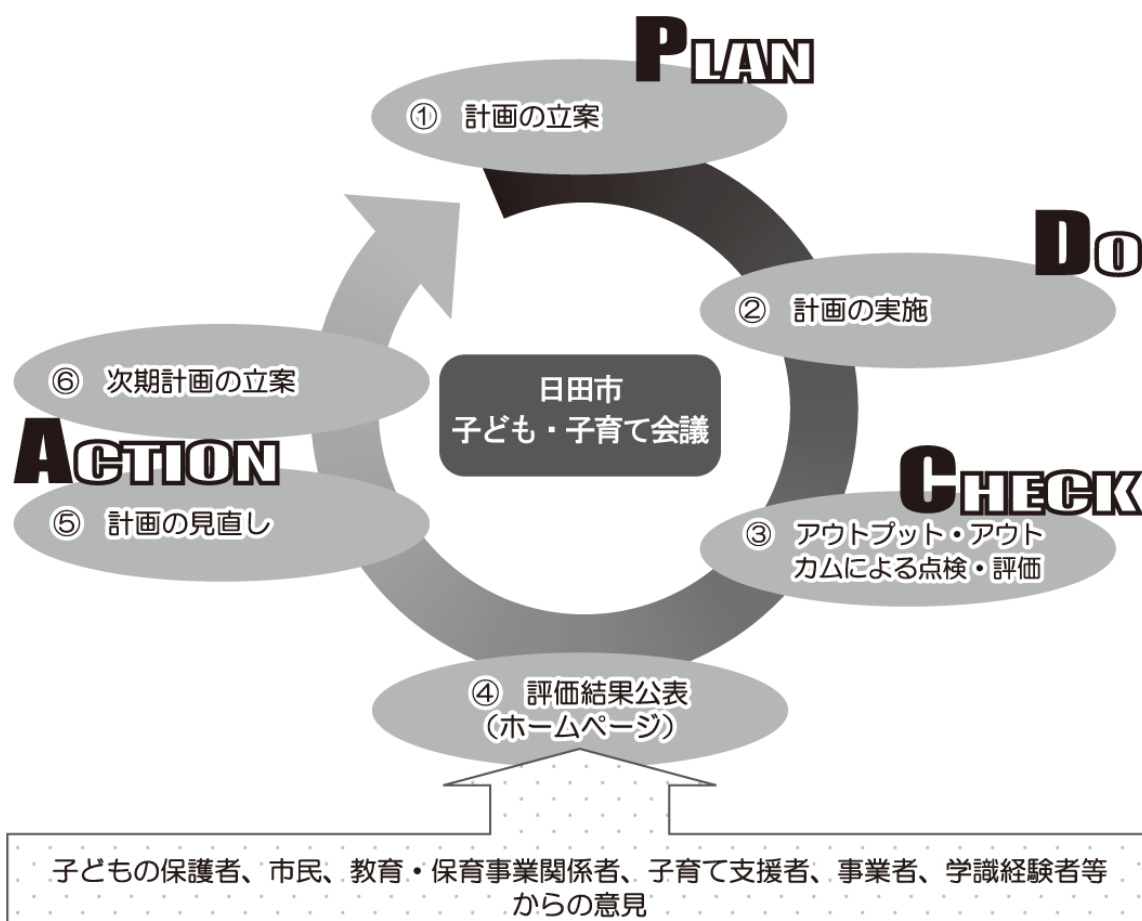 PLAN
① 計画の立案
DO
② 計画の実施
⑥ 次期計画の立案
日田市
子ども・子育て会議
ACTION
CHECK
⑤ 計画の見直し
③ アウトプット・アウト
カムによる点検・評価
④ 評価結果公表
（ホームページ）
子どもの保護者、市民、教育・保育事業関係者、子育て支援者、事業者、学識経験者等
からの意見